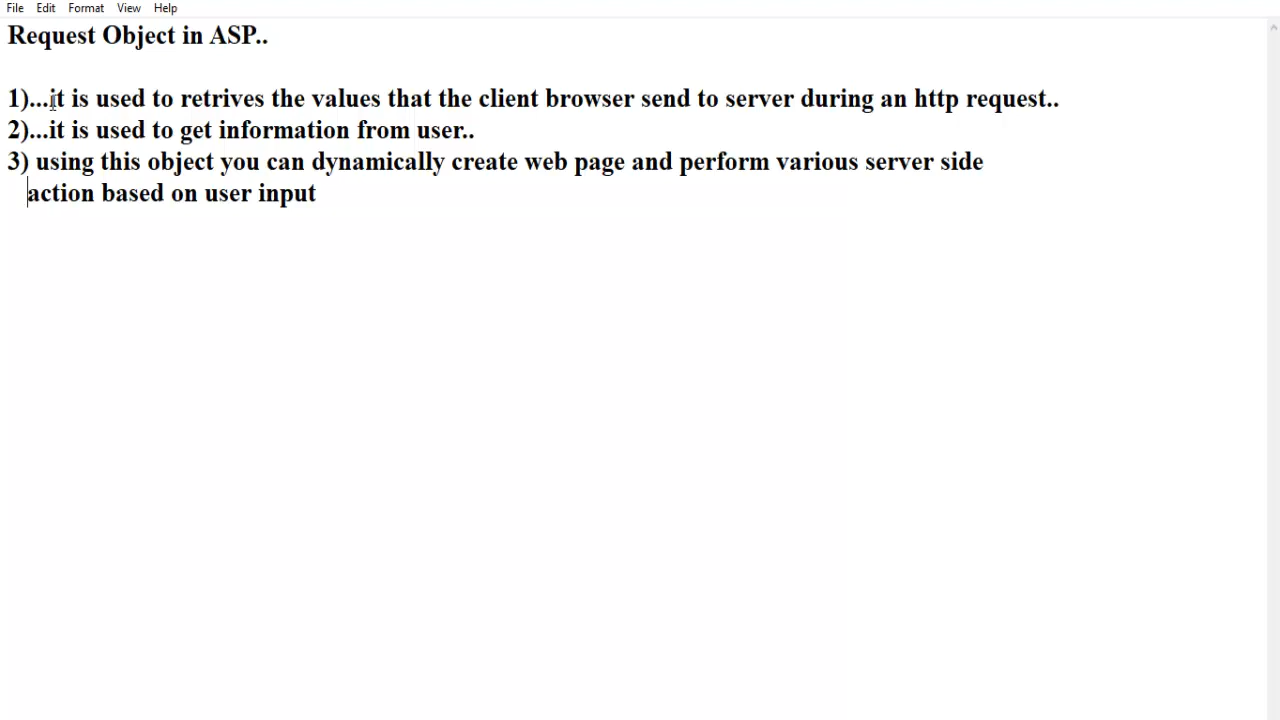 File Edit Format View Help
Request Object in ASP..
1)...it is used to retrives the values that the client browser send to server during an http request..
2)...it is used to get information from user..
3) using this object you can dynamically create web page and perform various server side
action based on user input